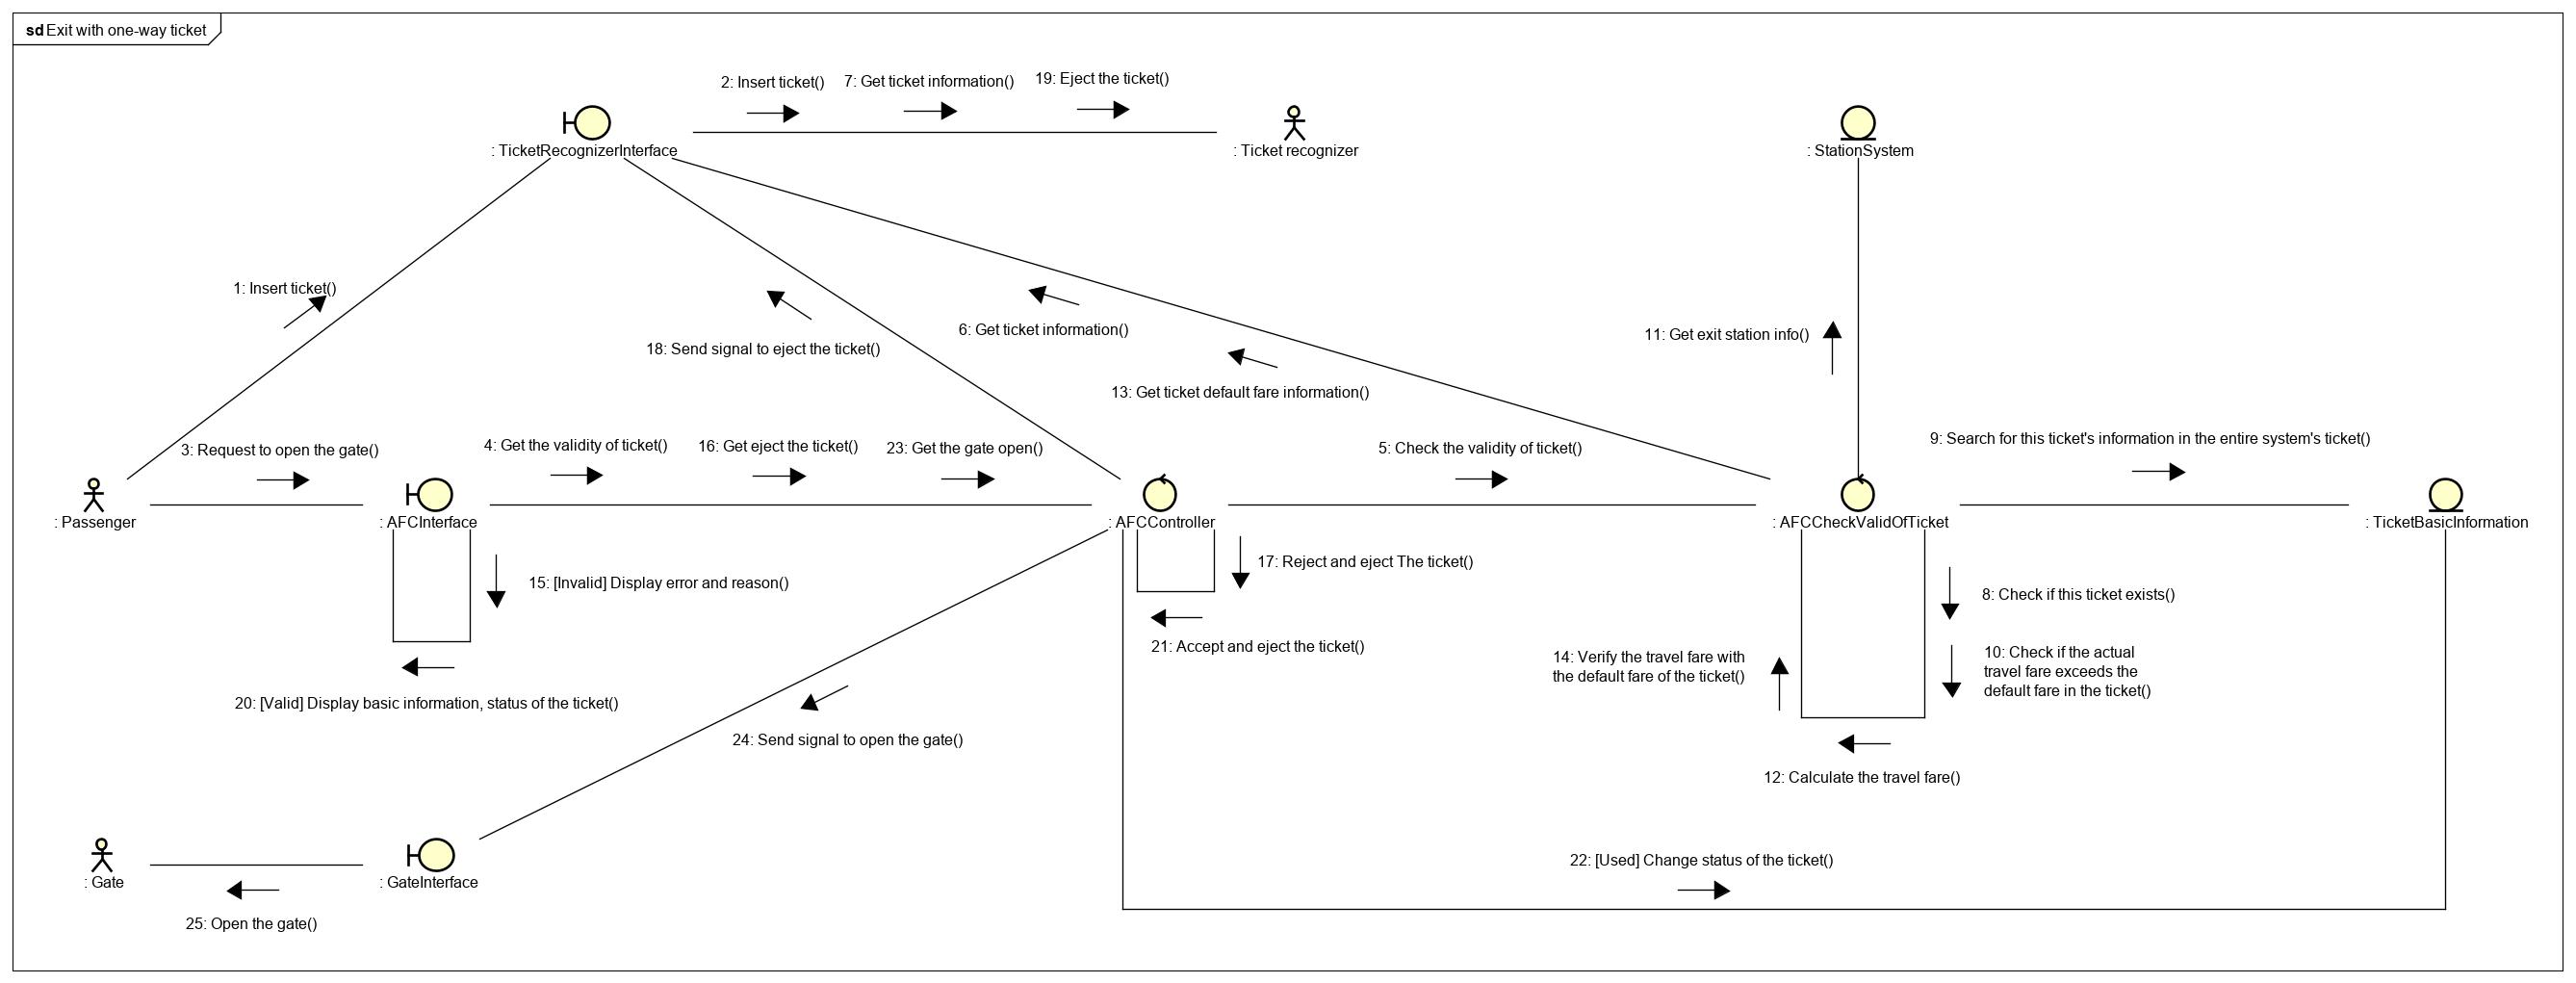 sd Exit with one-way ticket
2: Insert ticket()
7: Get ticket information()
19: Eject the ticket()
: TicketRecognizerInterface
: Ticket recognizer
: StationSystem
1: Insert ticket()
18: Send signal to eject the ticket()
6: Get ticket information()
13: Get ticket default fare information()
11: Get exit station info()
3: Request to open the gate()
4: Get the validity of ticket()
16: Get eject the ticket()
23: Get the gate open()
5: Check the validity of ticket()
9: Search for this ticket's information in the entire system's ticket()
: Passenger
: AFCInterface
: AFCController
: AFCCheckValidOfTicket
: TicketBasicInformation
15: [Invalid] Display error and reason()
17: Reject and eject The ticket()
8: Check if this ticket exists()
21: Accept and eject the ticket()
14: Verify the travel fare with
the default fare of the ticket()
10: Check if the actual
travel fare exceeds the
default fare in the ticket()
20: [Valid] Display basic information, status of the ticket()
24: Send signal to open the gate()
12: Calculate the travel fare()
22: [Used] Change status of the ticket()
: Gate
: GateInterface
25: Open the gate()